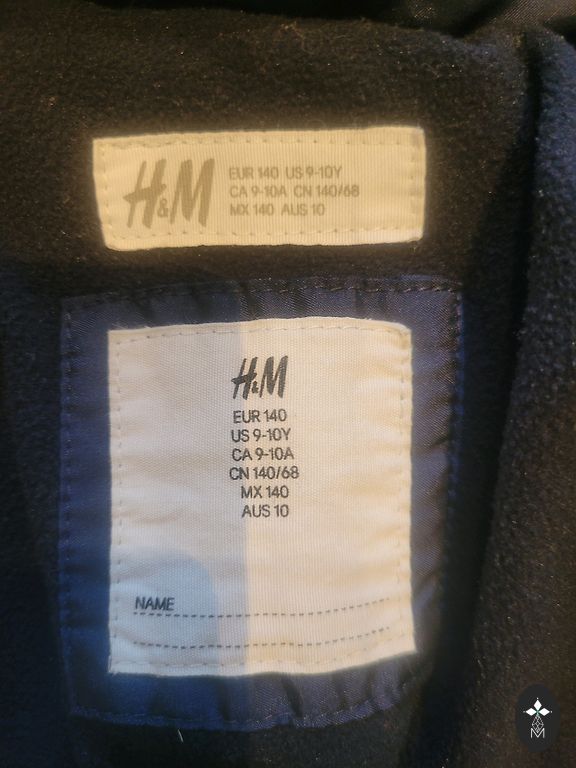 H&M
EUR 140 US 9-10Y
CA 9-10A CN 140/68
MX 140 AUS 10
H&M
EUR 140
US 9-10Y
CA 9-10A
CN 140/68
MX 140
AUS 10
NAME
M